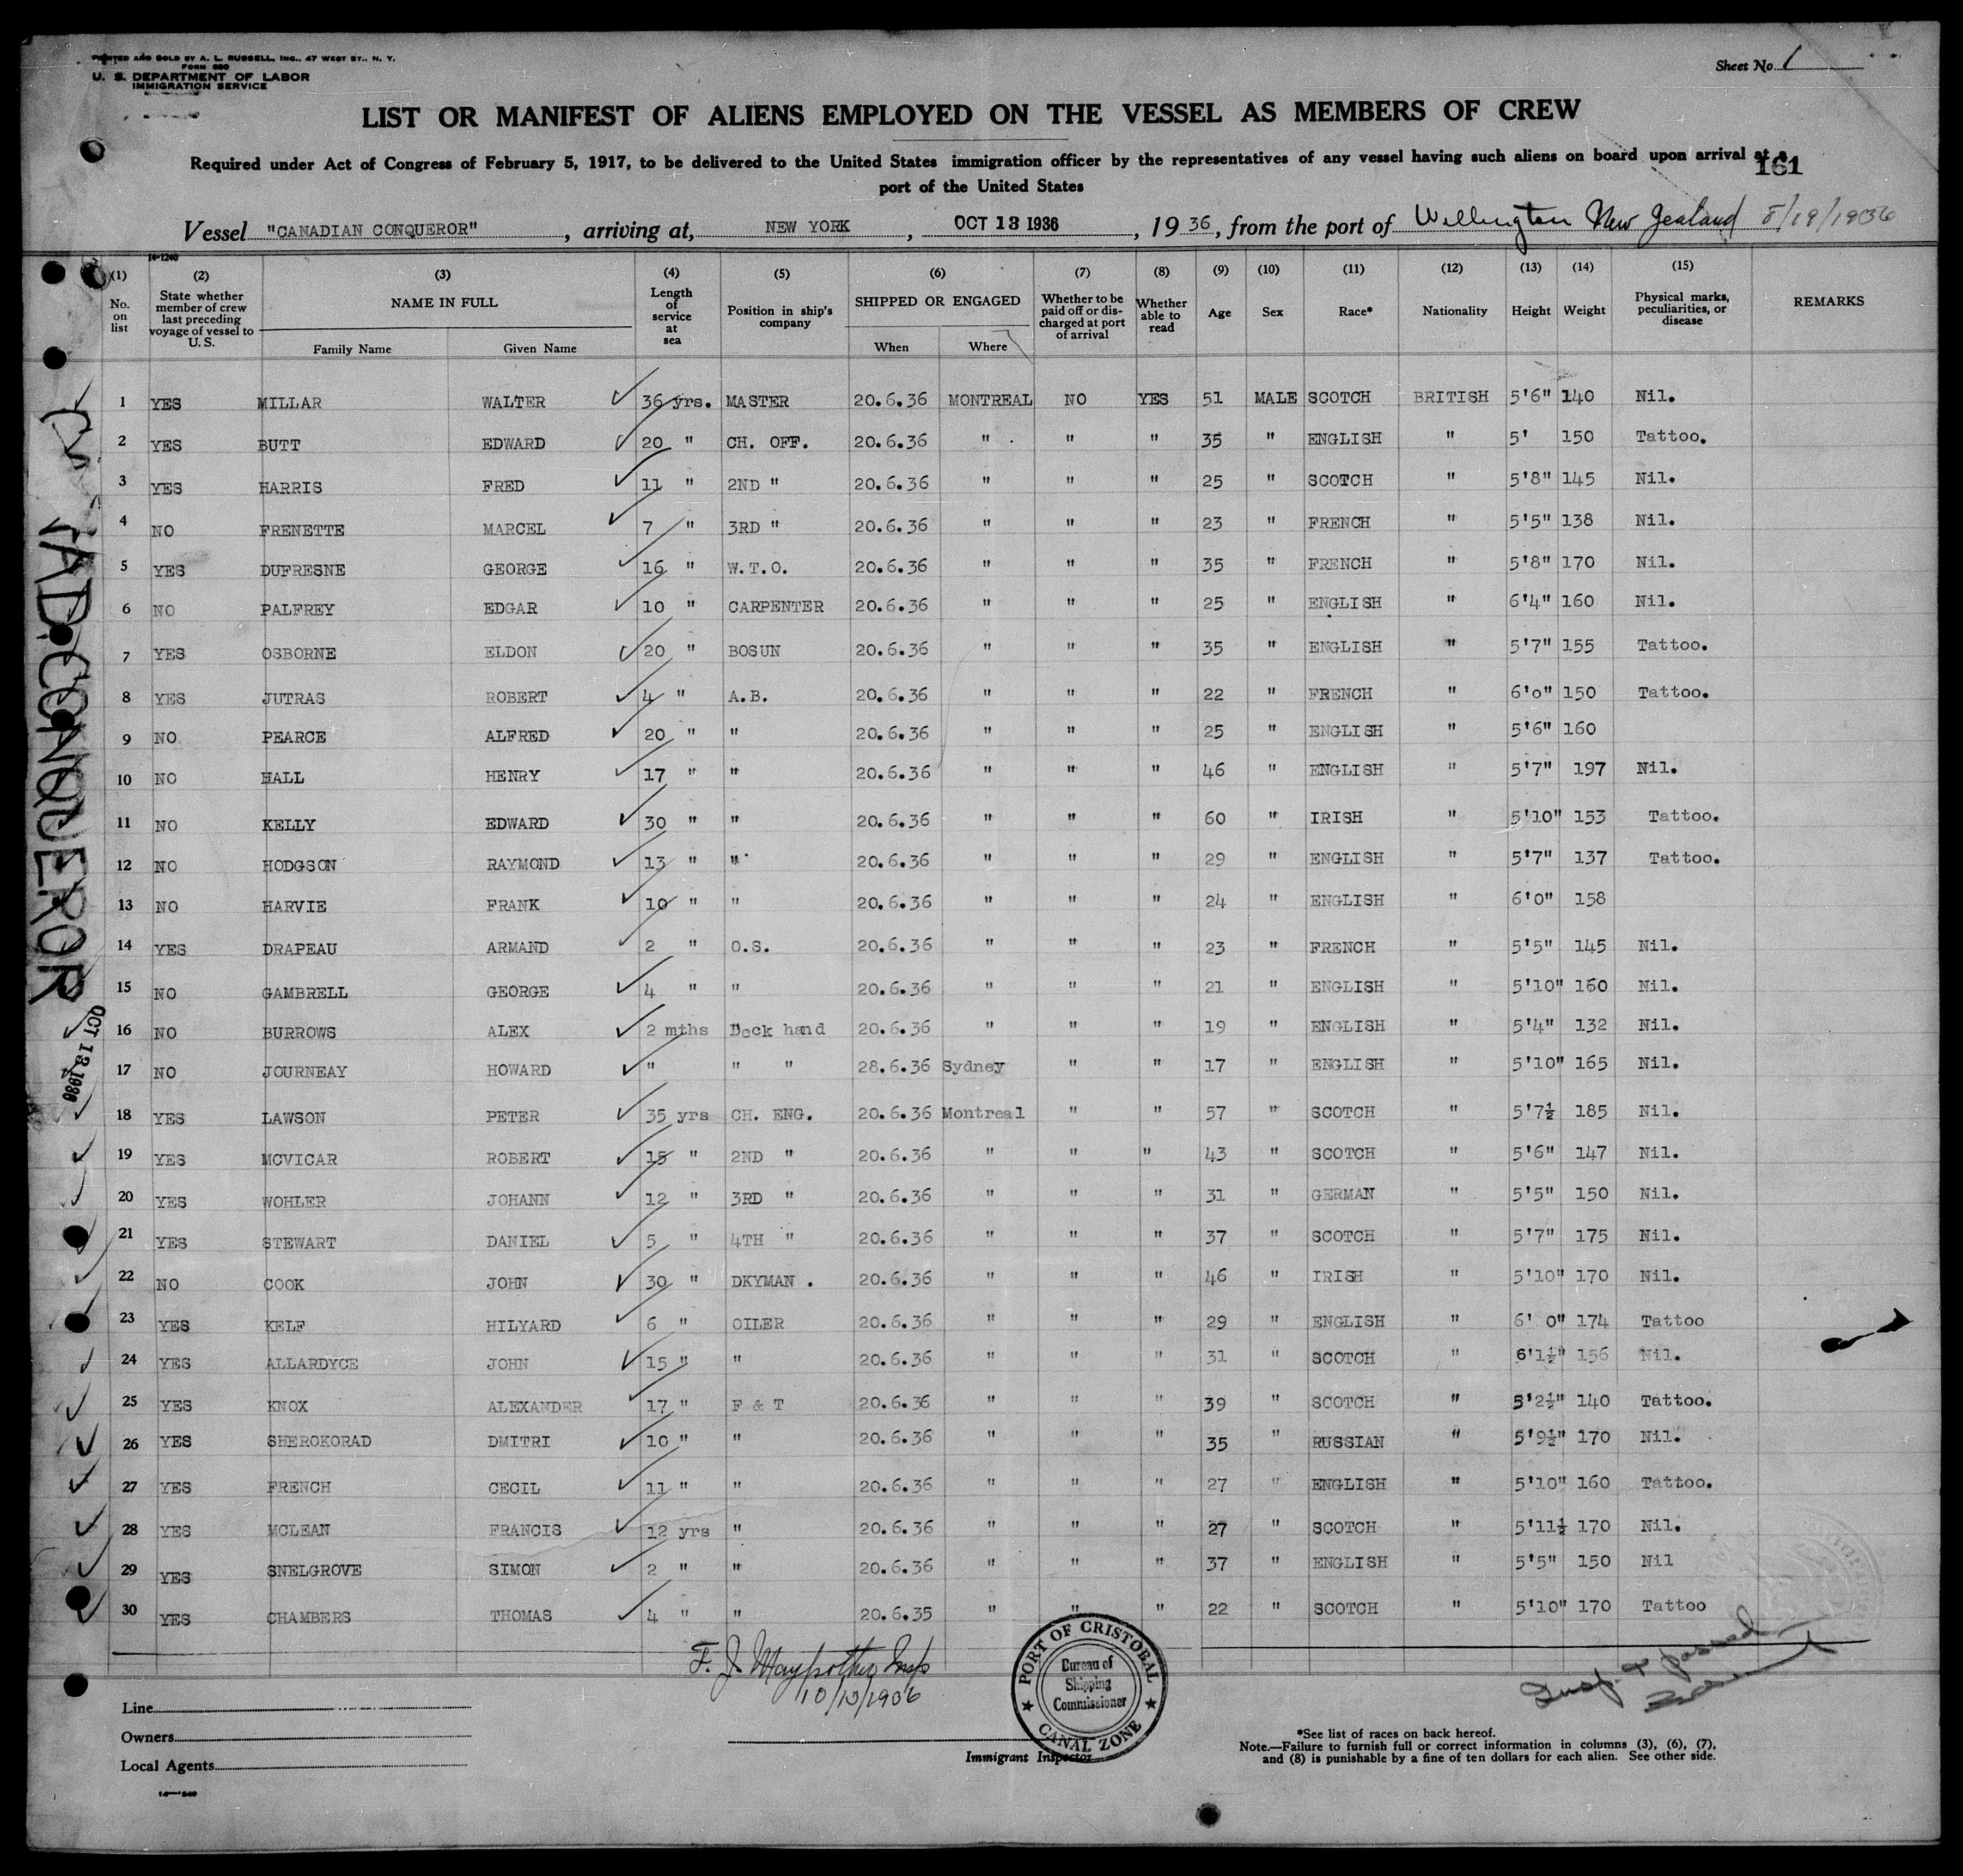 PRINTED AND SOLD BY A. L. RUSSELL, INC., 47 WEST ST., N. Y.
FORM 680
U. S. DEPARTMENT OF LABOR
IMMIGRATION SERVICE
Sheet No. 1
LIST OR MANIFEST OF ALIENS EMPLOYED ON THE VESSEL AS MEMBERS OF CREW
Required under Act of Congress of February 5, 1917, to be delivered to the United States immigration officer by the representatives of any vessel having such aliens on board upon arrival at a
port of the United States
161
Vessel "CANADIAN CONQUEROR", arriving at, NEW YORK, OCT 13 1936, 1936, from the port of Wellington New Zealand 8/19/1936
14-1240
(1) No. on list (2) State whether member of crew last preceding voyage of vessel to U. S. (3) NAME IN FULL Family Name Given Name (4) Length of service at sea (5) Position in ship's company (6) SHIPPED OR ENGAGED When Where (7) Whether to be paid off or discharged at port of arrival (8) Whether able to read (9) Age (10) Sex (11) Race* (12) Nationality (13) Height (14) Weight (15) Physical marks, peculiarities, or disease REMARKS
1 YES MILLAR WALTER 36 yrs. MASTER 20.6.36 MONTREAL NO YES 51 MALE SCOTCH BRITISH 5'6" 140 Nil.
2 YES BUTT EDWARD 20 " CH. OFF. 20.6.36 " " " 35 " ENGLISH " 5' 150 Tattoo.
3 YES HARRIS FRED 11 " 2ND " 20.6.36 " " " 25 " SCOTCH " 5'8" 145 Nil.
4 NO FRENETTE MARCEL 7 " 3RD " 20.6.36 " " " 23 " FRENCH " 5'5" 138 Nil.
5 YES DUFRESNE GEORGE 16 " W.T.O. 20.6.36 " " " 35 " FRENCH " 5'8" 170 Nil.
6 NO PALFREY EDGAR 10 " CARPENTER 20.6.36 " " " 25 " ENGLISH " 6'4" 160 Nil.
7 YES OSBORNE ELDON 20 " BOSUN 20.6.36 " " " 35 " ENGLISH " 5'7" 155 Tattoo.
8 YES JUTRAS ROBERT 4 " A.B. 20.6.36 " " " 22 " FRENCH " 6'0" 150 Tattoo.
9 NO PEARCE ALFRED 20 " " 20.6.36 " " " 25 " ENGLISH " 5'6" 160
10 NO HALL HENRY 17 " " 20.6.36 " " " 46 " ENGLISH " 5'7" 197 Nil.
11 NO KELLY EDWARD 30 " " 20.6.36 " " " 60 " IRISH " 5'10" 153 Tattoo.
12 NO HODGSON RAYMOND 13 " " 20.6.36 " " " 29 " ENGLISH " 5'7" 137 Tattoo.
13 NO HARVIE FRANK 10 " " 20.6.36 " " " 24 " ENGLISH " 6'0" 158
14 YES DRAPEAU ARMAND 2 " O.S. 20.6.36 " " " 23 " FRENCH " 5'5" 145 Nil.
15 NO GAMBRELL GEORGE 4 " " 20.6.36 " " " 21 " ENGLISH " 5'10" 160 Nil.
16 NO BURROWS ALEX 2 mths Deck hand 20.6.36 " " " 19 " ENGLISH " 5'4" 132 Nil.
17 NO JOURNEAY HOWARD " " " 28.6.36 Sydney " " 17 " ENGLISH " 5'10" 165 Nil.
18 YES LAWSON PETER 35 yrs CH. ENG. 20.6.36 Montreal " " 57 " SCOTCH " 5'7½ 185 Nil.
19 YES MCVICAR ROBERT 15 " 2ND " 20.6.36 " " " 43 " SCOTCH " 5'6" 147 Nil.
20 YES WOHLER JOHANN 12 " 3RD " 20.6.36 " " " 31 " GERMAN " 5'5" 150 Nil.
21 YES STEWART DANIEL 5 " 4TH " 20.6.36 " " " 37 " SCOTCH " 5'7" 175 Nil.
22 NO COOK JOHN 30 " DKYMAN . 20.6.36 " " " 46 " IRISH " 5'10" 170 Nil.
23 YES KELF HILYARD 6 " OILER 20.6.36 " " " 29 " ENGLISH " 6' 0" 174 Tattoo
24 YES ALLARDYCE JOHN 15 " " 20.6.36 " " " 31 " SCOTCH " 6'1½" 156 Nil.
25 YES KNOX ALEXANDER 17 " F & T 20.6.36 " " " 39 " SCOTCH " 5'2½" 140 Tattoo.
26 YES SHEROKORAD DMITRI 10 " " 20.6.36 " " " 35 " RUSSIAN " 5'9½" 170 Nil.
27 YES FRENCH CECIL 11 " " 20.6.36 " " " 27 " ENGLISH " 5'10" 160 Tattoo.
28 YES MCLEAN FRANCIS 12 yrs " 20.6.36 " " " 27 " SCOTCH " 5'11½ 170 Nil.
29 YES SNELGROVE SIMON 2 " " 20.6.36 " " " 37 " ENGLISH " 5'5" 150 Nil
30 YES CHAMBERS THOMAS 4 " " 20.6.35 " " " 22 " SCOTCH " 5'10" 170 Tattoo
CONQUEROR
OCT 13 1936
F. J. Maypother Insp
10/13/1936
PORT OF CRISTOBAL
Bureau of
Shipping
Commissioner
CANAL ZONE
Insp. & passed
Line
Owners
Local Agents
Immigrant Inspector
*See list of races on back hereof.
Note.—Failure to furnish full or correct information in columns (3), (6), (7),
and (8) is punishable by a fine of ten dollars for each alien. See other side.